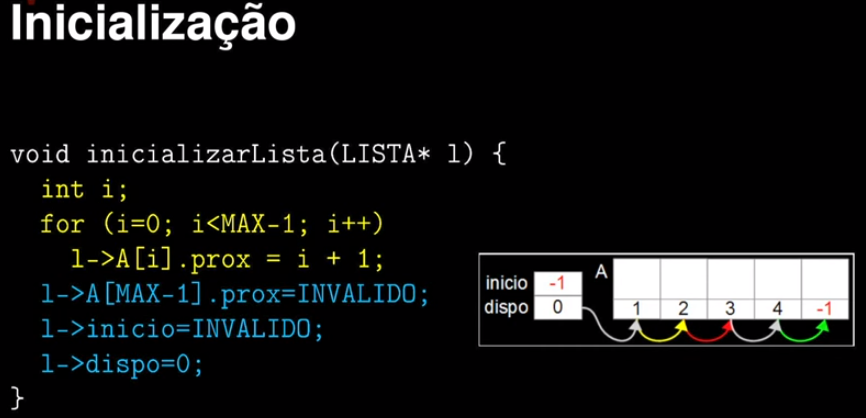 Inicialização
void inicializarLista(LISTA* l) {
int i;
for (i=0; i<MAX-1; i++)
l->A[i].prox = i + 1;
l->A[MAX-1].prox=INVALIDO;
l->inicio=INVALIDO;
l->dispo=0;
}
inicio -1 A
dispo 0 1 2 3 4 -1